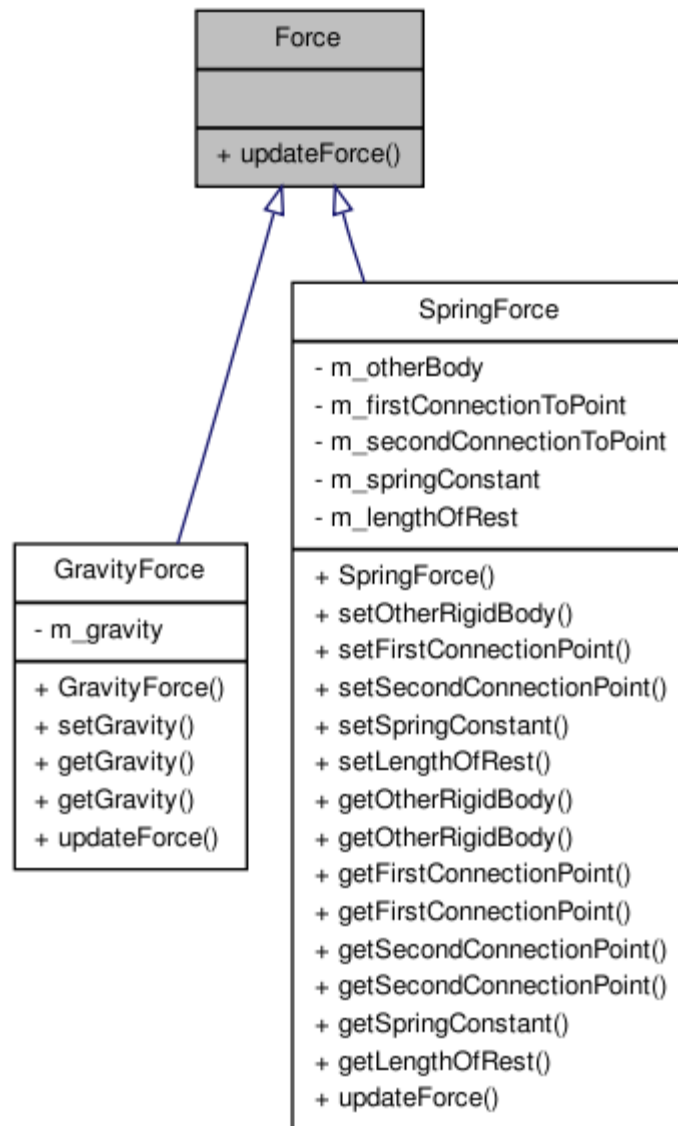 Force
+ updateForce()
SpringForce
- m_otherBody
- m_firstConnectionToPoint
- m_secondConnectionToPoint
- m_springConstant
- m_lengthOfRest
+ SpringForce()
+ setOtherRigidBody()
+ setFirstConnectionPoint()
+ setSecondConnectionPoint()
+ setSpringConstant()
+ setLengthOfRest()
+ getOtherRigidBody()
+ getOtherRigidBody()
+ getFirstConnectionPoint()
+ getFirstConnectionPoint()
+ getSecondConnectionPoint()
+ getSecondConnectionPoint()
+ getSpringConstant()
+ getLengthOfRest()
+ updateForce()
GravityForce
- m_gravity
+ GravityForce()
+ setGravity()
+ getGravity()
+ getGravity()
+ updateForce()